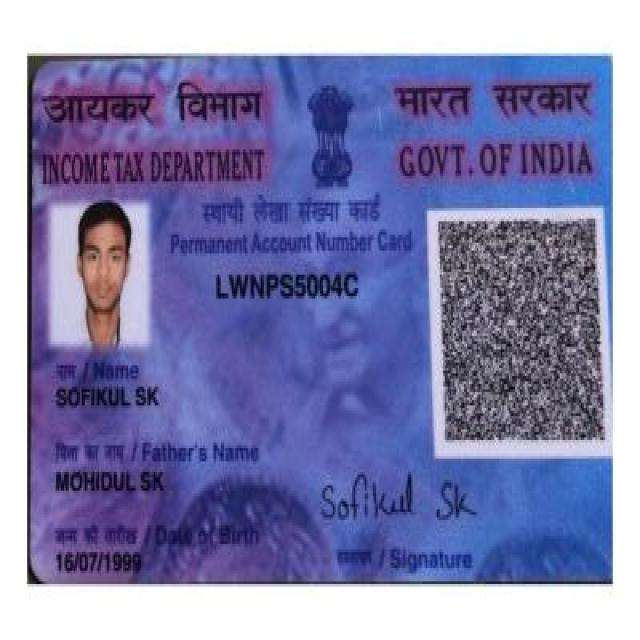 आयकर विभाग
INCOME TAX DEPARTMENT
भारत सरकार
GOVT. OF INDIA
स्थायी लेखा संख्या कार्ड
Permanent Account Number Card
LWNPS5004C
नाम / Name
SOFIKUL SK
पिता का नाम / Father's Name
MOHIDUL SK
जन्म की तारीख / Date of Birth
16/07/1999
Sofikul Sk
हस्ताक्षर / Signature